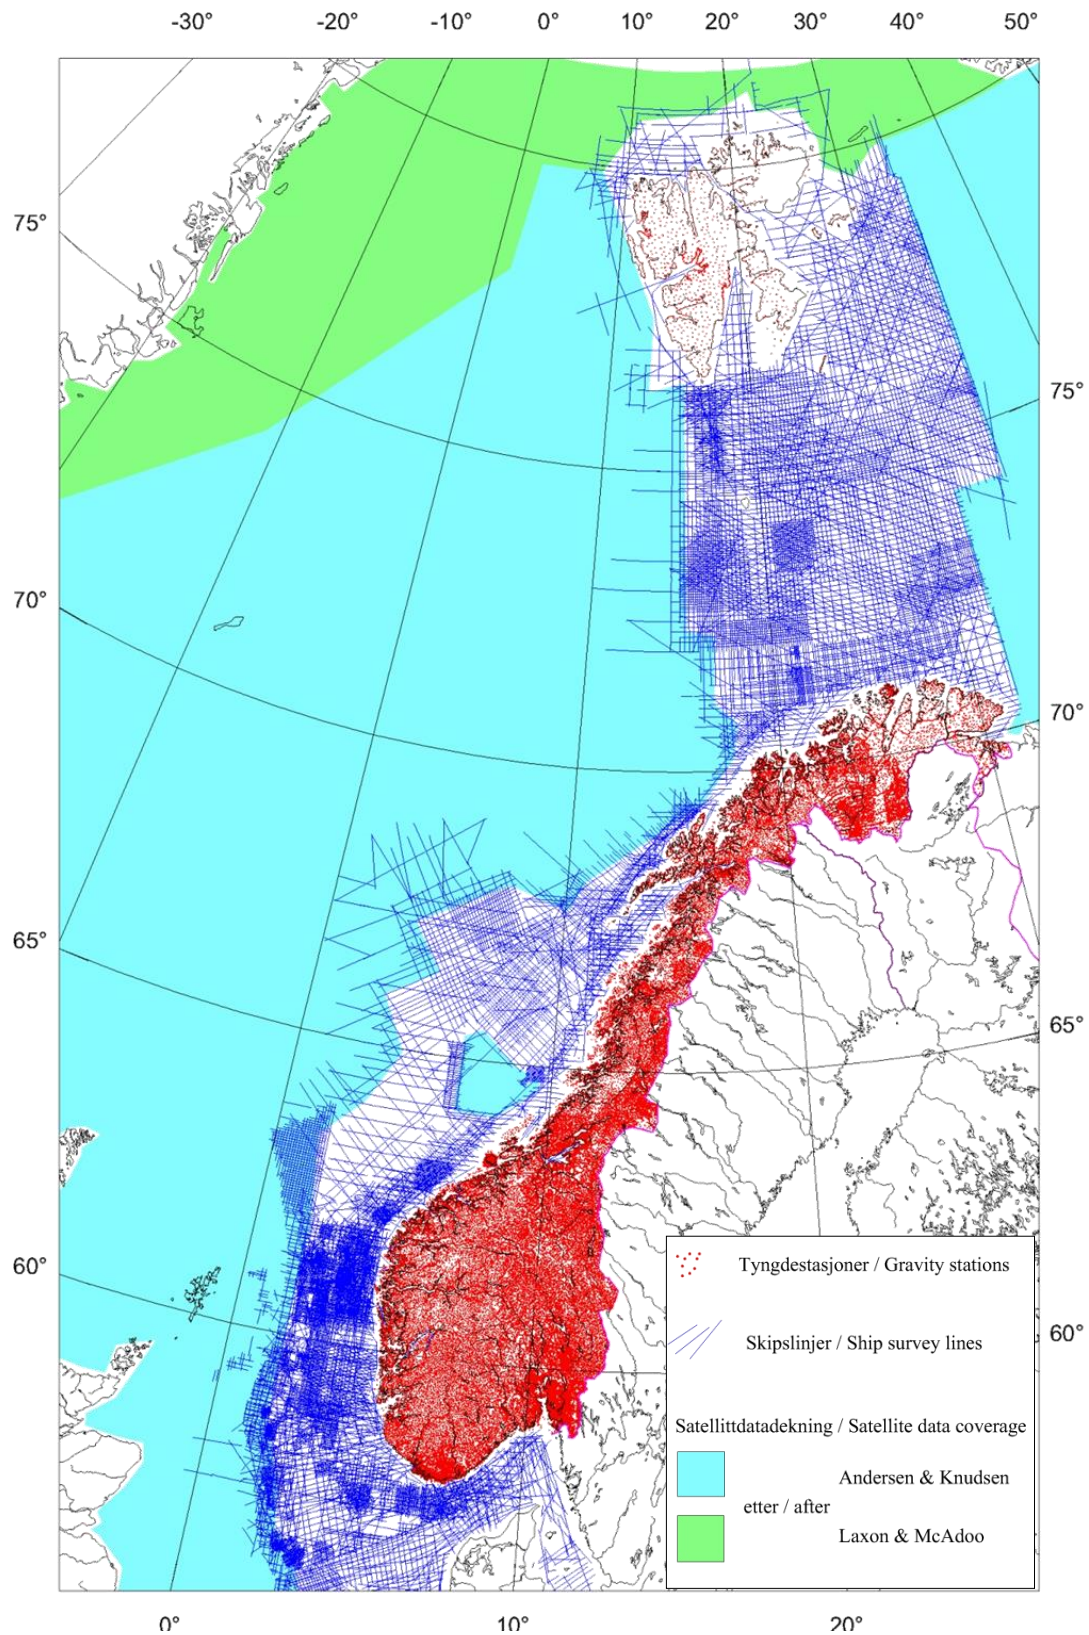 -30° -20° -10° 0° 10° 20° 30° 40° 50°
75°
75°
70°
70°
65°
65°
60°
Tyngdestasjoner / Gravity stations
60°
Skipslinjer / Ship survey lines
Satellittdatadekning / Satellite data coverage
Andersen & Knudsen
etter / after
Laxon & McAdoo
0° 10° 20°